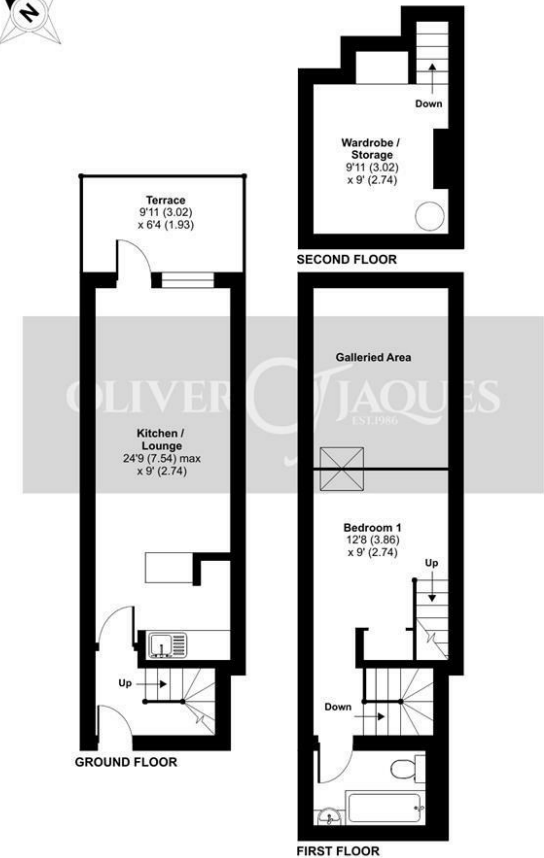 N
Down
Wardrobe /
Storage
9'11 (3.02)
x 9' (2.74)
SECOND FLOOR
Terrace
9'11 (3.02)
x 6'4 (1.93)
Galleried Area
OLIVER JAQUES
EST.1986
Kitchen /
Lounge
24'9 (7.54) max
x 9' (2.74)
Bedroom 1
12'8 (3.86)
x 9' (2.74)
Up
Up
Down
GROUND FLOOR
FIRST FLOOR